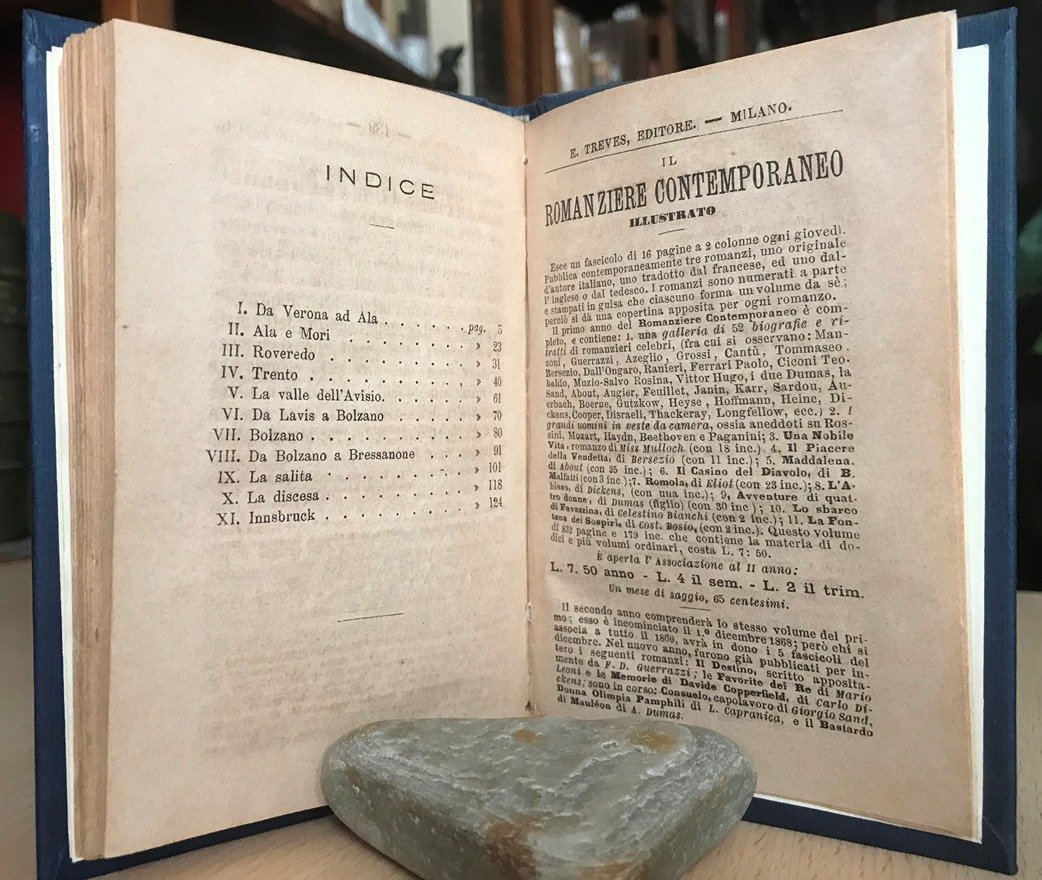 INDICE
I. Da Verona ad Ala . . . . . . pag. 5
II. Ala e Mori . . . . . . . . » 23
III. Roveredo . . . . . . . . » 31
IV. Trento . . . . . . . . . » 40
V. La valle dell'Avisio. . . . . . » 61
VI. Da Lavis a Bolzano . . . . . » 70
VII. Bolzano . . . . . . . . . » 80
VIII. Da Bolzano a Bressanone . . . . » 91
IX. La salita . . . . . . . . » 101
X. La discesa . . . . . . . . » 118
XI. Innsbruck . . . . . . . . » 124
E. TREVES, EDITORE. — MILANO.
IL
ROMANZIERE CONTEMPORANEO
ILLUSTRATO
Esce un fascicolo di 16 pagine a 2 colonne ogni giovedì.
Pubblica contemporaneamente tre romanzi, uno originale
d'autore italiano, uno tradotto dal francese, ed uno dal-
l'inglese o dal tedesco. I romanzi sono numerati a parte
e stampati in guisa che ciascuno forma un volume da sè;
perciò si dà una copertina apposita per ogni romanzo.
Il primo anno del Romanziere Contemporaneo è com-
pleto, e contiene: 1. una galleria di 52 biografie e ri-
tratti di romanzieri celebri, (fra cui si osservano: Man-
zoni, Guerrazzi, Azeglio, Grossi, Cantù, Tommaseo.
Bersezio, Dall'Ongaro, Ranieri, Ferrari Paolo, Ciconi Teo.
baldo, Muzio-Salvo Rosina, Vittor Hugo, i due Dumas, la
Sand, About, Augier, Feuillet, Janin, Karr, Sardou, Au-
erbach, Boerne, Gutzkow, Heyse, Hoffmann, Heine, Di-
ckens, Cooper, Disraeli, Thackeray, Longfellow, ecc.) 2. I
grandi uomini in veste da camera, ossia aneddoti su Ros-
sini, Mozart, Haydn, Beethoven e Paganini; 3. Una Nobile
Vita, romanzo di Miss Mulloch (con 18 inc.). 4. Il Piacere
della Vendetta, di Bersezio (con 11 inc.); 5. Maddalena.
di About (con 35 inc.); 6. Il Casino del Diavolo, di B.
Malfatti (con 3 inc);7. Romola, di Eliot (con 23 inc.); 8. L'A-
bisso, di Dickens, (con una inc.); 9, Avventure di quat-
tro donne, di Dumas (figlio) (con 30 inc); 10. Lo sbarco
di Favazzina, di Celestino Bianchi (con 2 inc.); 11. La Fon-
tana dei Sospiri, di Cost. Bosio, (con 2 inc.). Questo volume
di 832 pagine e 179 inc. che contiene la materia di do-
dici e più volumi ordinari, costa L. 7: 50.
È aperta l'Associazione al II anno:
L. 7. 50 anno - L. 4 il sem. - L. 2 il trim.
Un mese di saggio, 65 centesimi.
Il secondo anno comprenderà lo stesso volume del pri-
mo; esso è incominciato il 1.º dicembre 1868; però chi si
associa a tutto il 1869, avrà in dono i 5 fascicoli del
dicembre. Nel nuovo anno, furono già pubblicati per in-
tero i seguenti romanzi: Il Destino, scritto apposita-
mente da F. D. Guerrazzi; le Favorite dei Re di Mario
Leoni e le Memorie di Davide Copperfield, di Carlo Di-
ckens; sono in corso: Consuelo, capolavoro di Giorgio Sand,
Donna Olimpia Pamphili di L. Capranica, e il Bastardo
di Mauléon di A. Dumas.